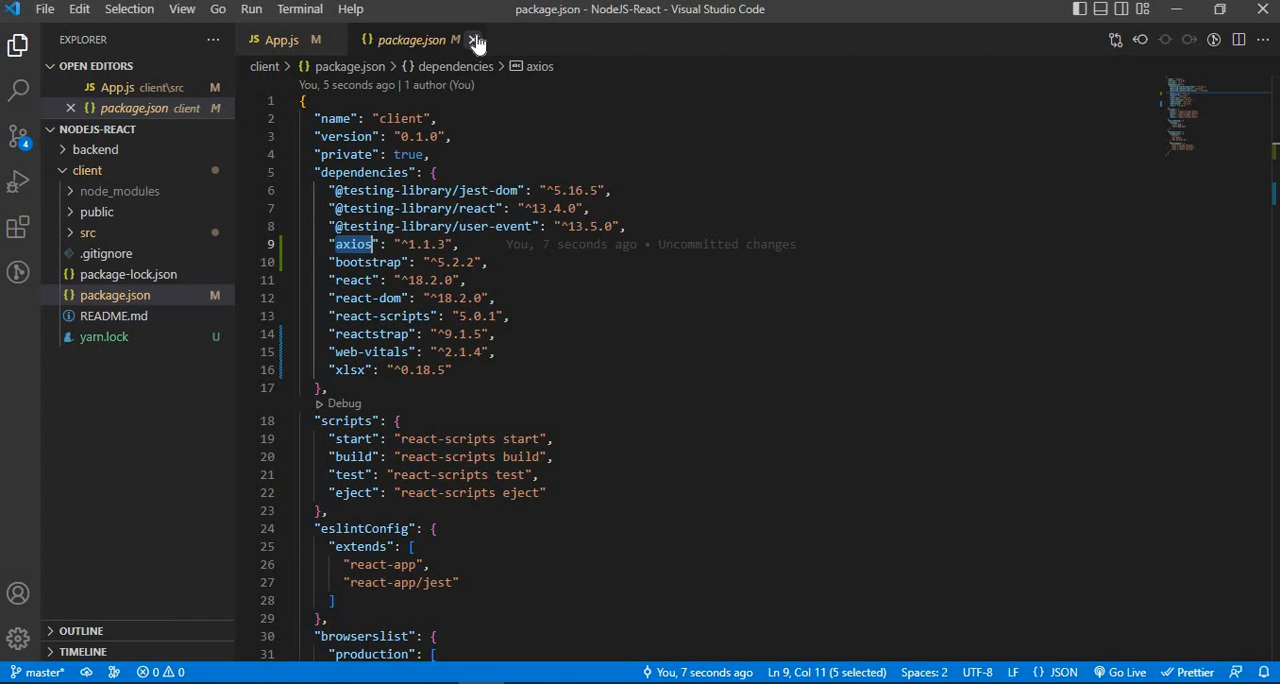 File Edit Selection View Go Run Terminal Help package.json - NodeJS-React - Visual Studio Code
EXPLORER
OPEN EDITORS
App.js client\src M
package.json client M
NODEJS-REACT
backend
client
node_modules
public
src
.gitignore
package-lock.json
package.json M
README.md
yarn.lock U
OUTLINE
TIMELINE
4
App.js M package.json M
client > package.json > dependencies > axios
You, 5 seconds ago | 1 author (You)
1 {
2 "name": "client",
3 "version": "0.1.0",
4 "private": true,
5 "dependencies": {
6 "@testing-library/jest-dom": "^5.16.5",
7 "@testing-library/react": "^13.4.0",
8 "@testing-library/user-event": "^13.5.0",
9 "axios": "^1.1.3", You, 7 seconds ago • Uncommitted changes
10 "bootstrap": "^5.2.2",
11 "react": "^18.2.0",
12 "react-dom": "^18.2.0",
13 "react-scripts": "5.0.1",
14 "reactstrap": "^9.1.5",
15 "web-vitals": "^2.1.4",
16 "xlsx": "^0.18.5"
17 },
Debug
18 "scripts": {
19 "start": "react-scripts start",
20 "build": "react-scripts build",
21 "test": "react-scripts test",
22 "eject": "react-scripts eject"
23 },
24 "eslintConfig": {
25 "extends": [
26 "react-app",
27 "react-app/jest"
28 ]
29 },
30 "browserslist": {
31 "production": [
master* 0 0 You, 7 seconds ago Ln 9, Col 11 (5 selected) Spaces: 2 UTF-8 LF {} JSON Go Live Prettier